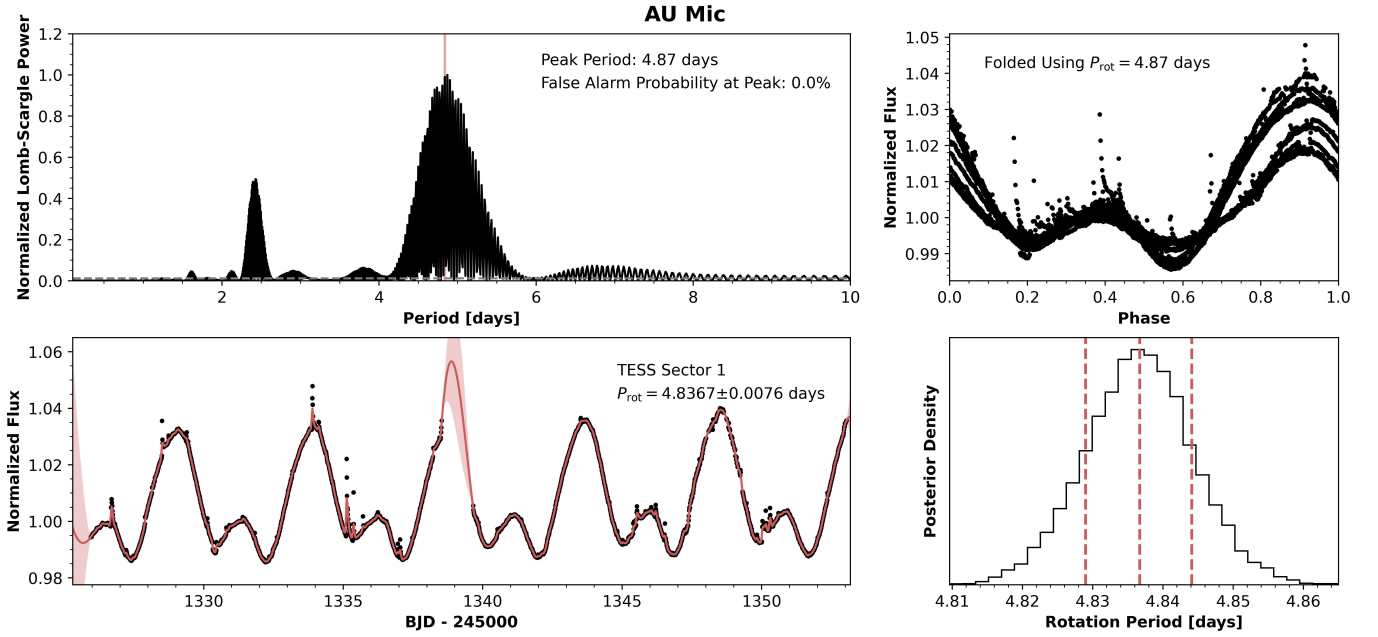 AU Mic
Normalized Lomb-Scargle Power
1.2
1.0
0.8
0.6
0.4
0.2
0.0
Peak Period: 4.87 days
False Alarm Probability at Peak: 0.0%
2 4 6 8 10
Period [days]
Normalized Flux
1.05
1.04
1.03
1.02
1.01
1.00
0.99
Folded Using P_rot = 4.87 days
0.0 0.2 0.4 0.6 0.8 1.0
Phase
Normalized Flux
1.06
1.04
1.02
1.00
0.98
TESS Sector 1
P_rot = 4.8367±0.0076 days
1330 1335 1340 1345 1350
BJD - 245000
Posterior Density
4.81 4.82 4.83 4.84 4.85 4.86
Rotation Period [days]